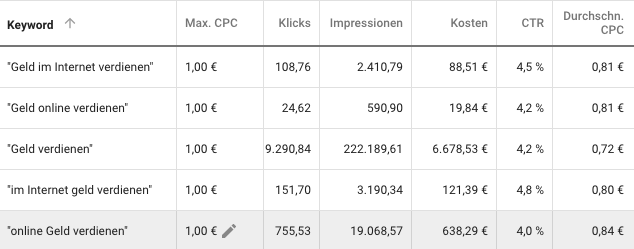 Keyword Max. CPC Klicks Impressionen Kosten CTR Durchschn. CPC
"Geld im Internet verdienen" 1,00 € 108,76 2.410,79 88,51 € 4,5 % 0,81 €
"Geld online verdienen" 1,00 € 24,62 590,90 19,84 € 4,2 % 0,81 €
"Geld verdienen" 1,00 € 9.290,84 222.189,61 6.678,53 € 4,2 % 0,72 €
"im Internet geld verdienen" 1,00 € 151,70 3.190,34 121,39 € 4,8 % 0,80 €
"online Geld verdienen" 1,00 € 755,53 19.068,57 638,29 € 4,0 % 0,84 €